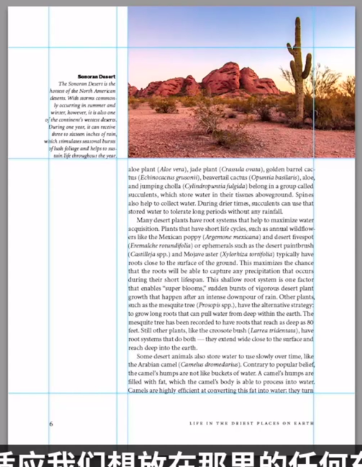 Sonoran Desert
The Sonoran Desert is the
hottest of the North American
deserts. Wide storms common-
ly occurring in summer and
winter, however, it is also one
of the continent's wettest deserts.
During one year, it can receive
dozens sixteen inches of rain,
which stimulates seasonal bursts
of lush foliage and helps to sus-
tain life throughout the year.
aloe plant (Aloe vera), jade plant (Crassula ovata), golden barrel cac-
tus (Echinocactus grusonii), beavertail cactus (Opuntia basilaris), aloe,
and jumping cholla (Cylindropuntia fulgida) belong in a group called
succulents, which store water in their tissues aboveground. Spines
also help to collect water. During drier times, succulents can use that
stored water to tolerate long periods without any rainfall.
Many desert plants have root systems that help to maximize water
acquisition. Plants that have short life cycles, such as annual wildflow-
ers like the Mexican poppy (Argemone mexicana) and desert fivespot
(Eremalche rotundifolia) or ephemerals such as the desert paintbrush
(Castilleja spp.) and Mojave aster (Xylorhiza tortifolia) typically have
roots close to the surface of the ground. This maximizes the chance
that the roots will be able to capture any precipitation that occurs
during their short lifespan. This shallow root system is one factor
that enables "super blooms," sudden bursts of vigorous desert plant
growth that happen after an intense downpour of rain. Other plants,
such as the mesquite tree (Prosopis spp.), have the alternative strategy:
to grow long roots that can pull water from deep within the earth. The
mesquite tree has been recorded to have roots that reach as deep as 80
feet. Still other plants, like the creosote bush (Larrea tridentata), have
root systems that do both — they extend wide close to the surface and
reach deep into the earth.
Some desert animals also store water to use slowly over time, like
the Arabian camel (Camelus dromedarius). Contrary to popular belief,
the camel's humps are not like buckets of water. A camel's humps are
filled with fat, which the camel's body is able to process into water.
Camels are highly efficient at converting this fat into water; they turn
6
LIFE IN THE DRIEST PLACES ON EARTH
适应我们想放在那里的任何